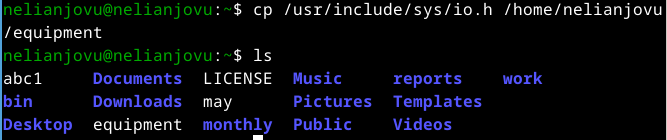 nelianjovu@nelianjovu:~$ cp /usr/include/sys/io.h /home/nelianjovu
/equipment
nelianjovu@nelianjovu:~$ ls
abc1 Documents LICENSE Music reports work
bin Downloads may Pictures Templates
Desktop equipment monthly Public Videos